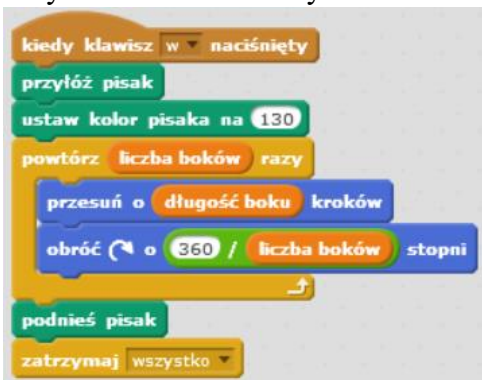 kiedy klawisz w naciśnięty
przyłóż pisak
ustaw kolor pisaka na 130
powtórz liczba boków razy
przesuń o długość boku kroków
obróć o 360 / liczba boków stopni
podnieś pisak
zatrzymaj wszystko